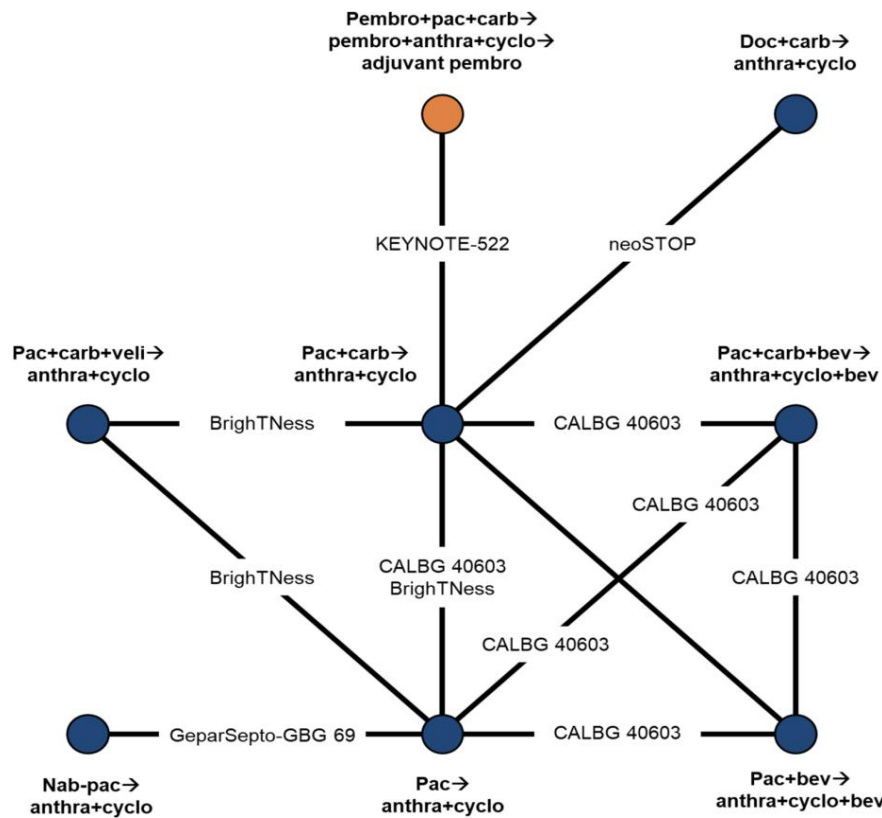 Pembro+pac+carb→
pembro+anthra+cyclo→
adjuvant pembro
Doc+carb→
anthra+cyclo
KEYNOTE-522
neoSTOP
Pac+carb+veli→
anthra+cyclo
Pac+carb→
anthra+cyclo
Pac+carb+bev→
anthra+cyclo+bev
BrighTNess
CALBG 40603
CALBG 40603
BrighTNess
CALBG 40603
BrighTNess
CALBG 40603
CALBG 40603
GeparSepto-GBG 69
CALBG 40603
Nab-pac→
anthra+cyclo
Pac→
anthra+cyclo
Pac+bev→
anthra+cyclo+bev